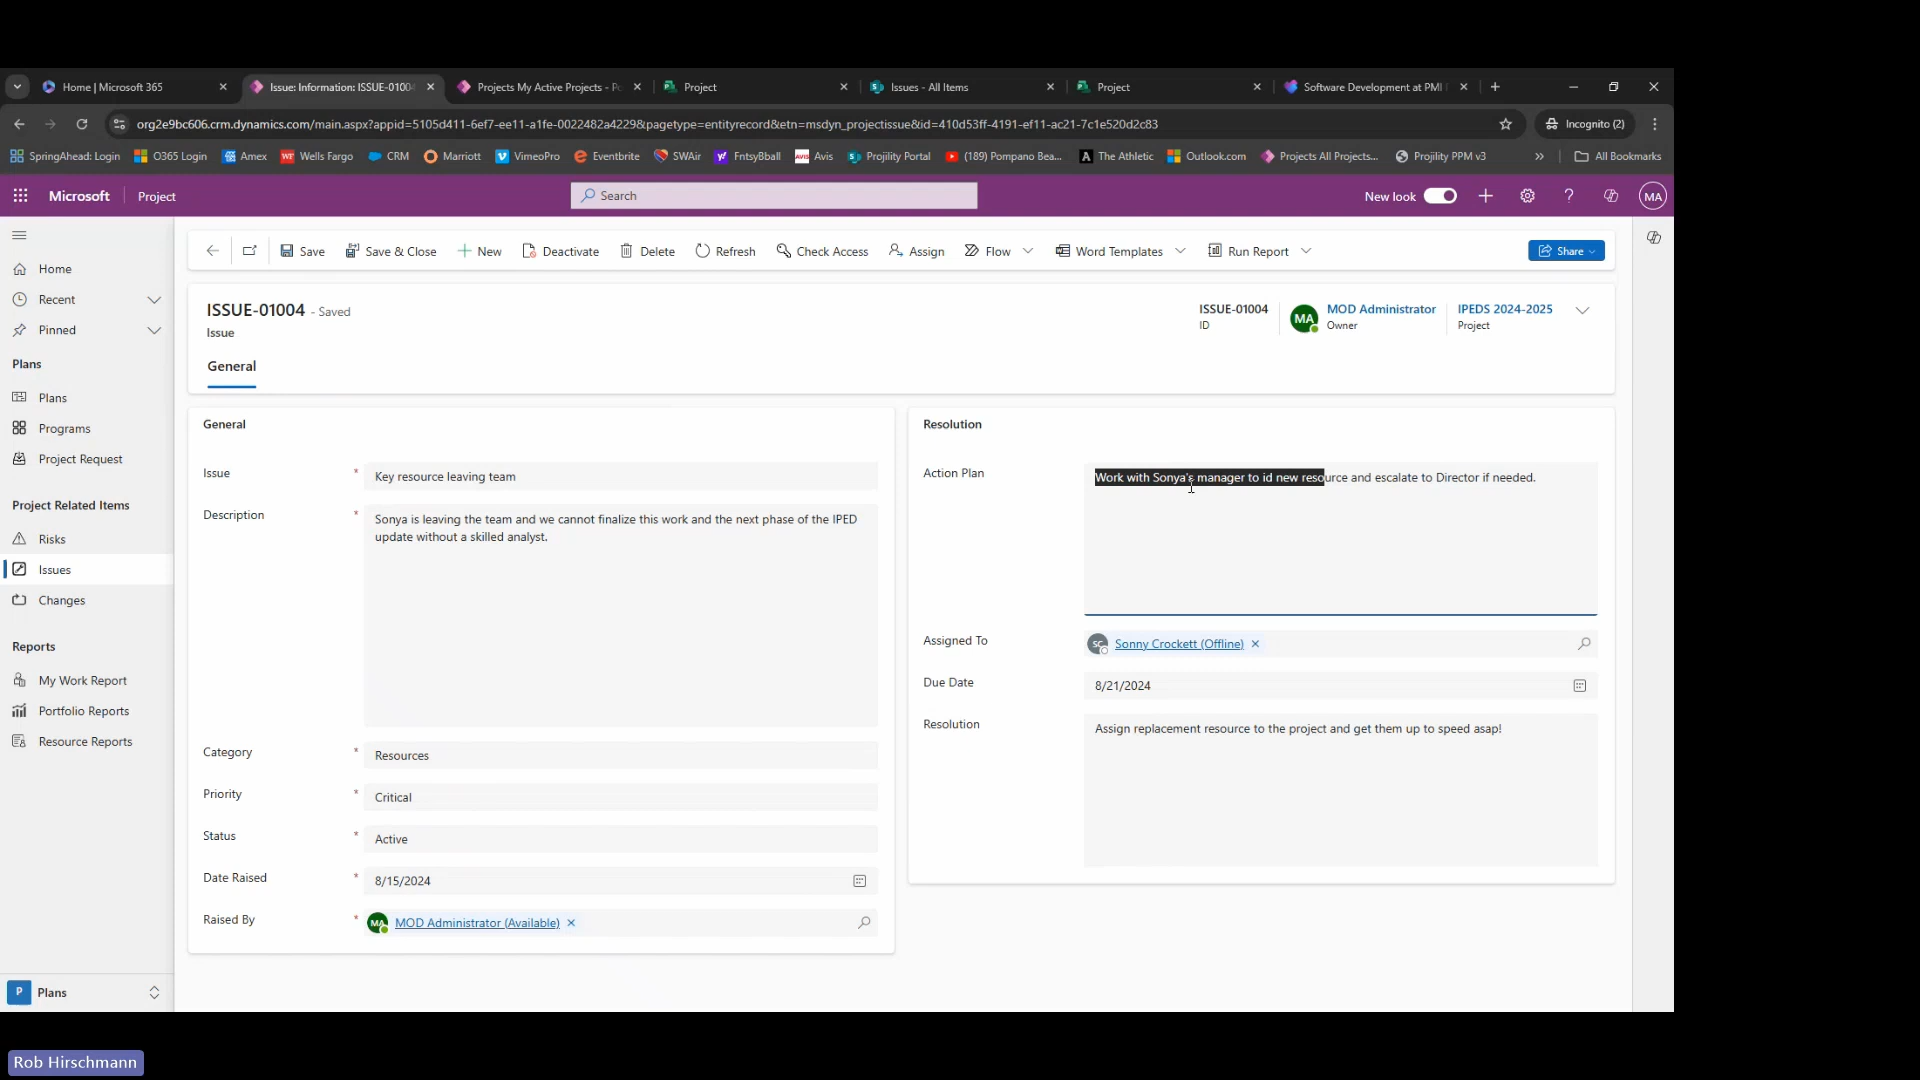 Home | Microsoft 365
Issue: Information: ISSUE-0100
Projects My Active Projects - Po
Project
Issues - All Items
Project
Software Development at PMI
org2e9bc606.crm.dynamics.com/main.aspx?appid=5105d411-6ef7-ee11-a1fe-0022482a4229&pagetype=entityrecord&etn=msdyn_projectissue&id=410d53ff-4191-ef11-ac21-7c1e520d2c83
Incognito (2)
SpringAhead: Login
O365 Login
Amex
Wells Fargo
CRM
Marriott
VimeoPro
Eventbrite
SWAir
FntsyBball
Avis
Projility Portal
(189) Pompano Bea...
The Athletic
Outlook.com
Projects All Projects...
Projility PPM v3
All Bookmarks
Microsoft
Project
Search
New look
MA
Home
Recent
Pinned
Plans
Plans
Programs
Project Request
Project Related Items
Risks
Issues
Changes
Reports
My Work Report
Portfolio Reports
Resource Reports
P Plans
Save
Save & Close
New
Deactivate
Delete
Refresh
Check Access
Assign
Flow
Word Templates
Run Report
Share
ISSUE-01004 - Saved
Issue
ISSUE-01004
ID
MA
MOD Administrator
Owner
IPEDS 2024-2025
Project
General
General
Issue *
Key resource leaving team
Description *
Sonya is leaving the team and we cannot finalize this work and the next phase of the IPED
update without a skilled analyst.
Category *
Resources
Priority *
Critical
Status *
Active
Date Raised *
8/15/2024
Raised By *
MA MOD Administrator (Available)
Resolution
Action Plan
Work with Sonya's manager to id new resource and escalate to Director if needed.
Assigned To
SC Sonny Crockett (Offline)
Due Date
8/21/2024
Resolution
Assign replacement resource to the project and get them up to speed asap!
Rob Hirschmann